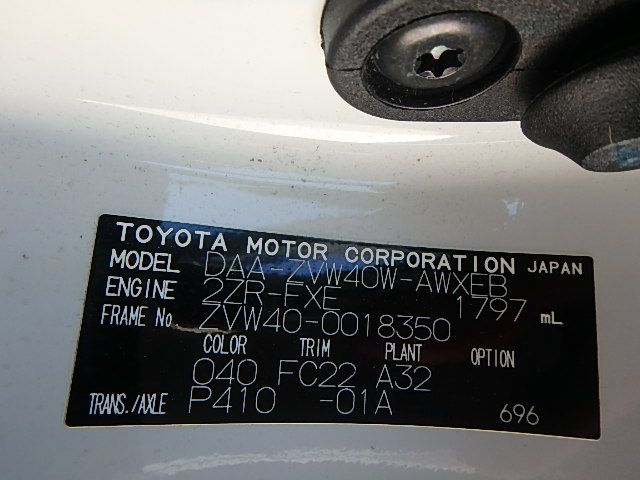 TOYOTA MOTOR CORPORATION JAPAN
MODEL DAA-ZVW40W-AWXEB
ENGINE 2ZR-FXE 1797 mL
FRAME No. ZVW40-0018350
COLOR TRIM PLANT OPTION
040 FC22 A32
TRANS./AXLE P410 -01A 696